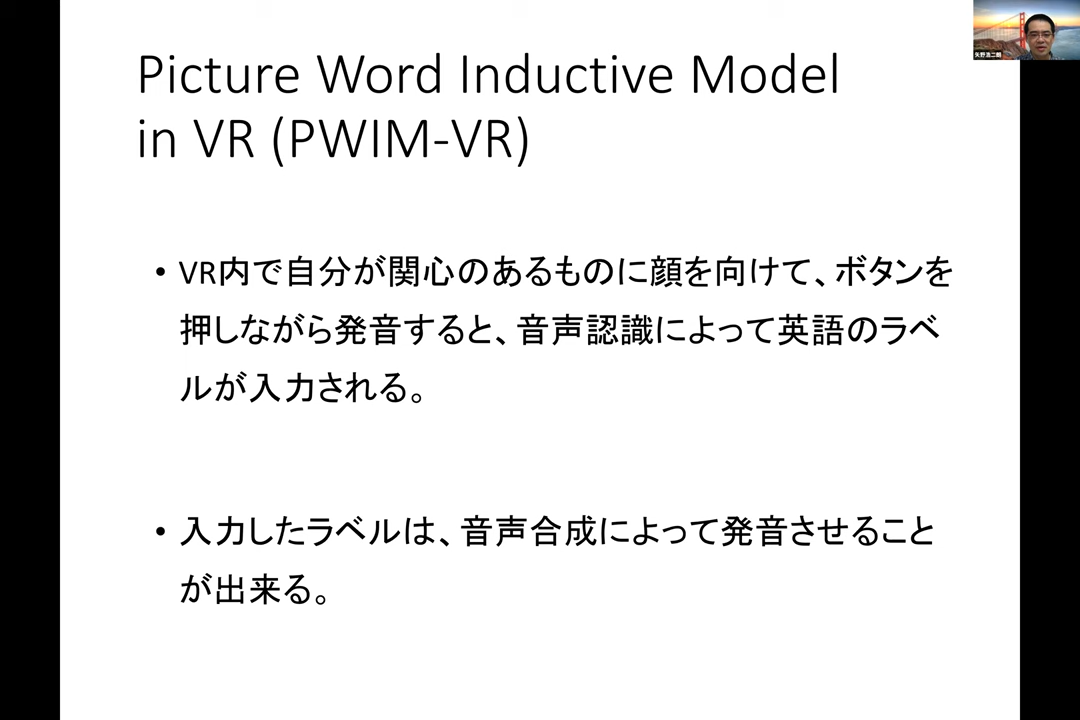 Picture Word Inductive Model
in VR (PWIM-VR)
• VR内で自分が関心のあるものに顔を向けて、ボタンを
押しながら発音すると、音声認識によって英語のラベ
ルが入力される。
• 入力したラベルは、音声合成によって発音させること
が出来る。